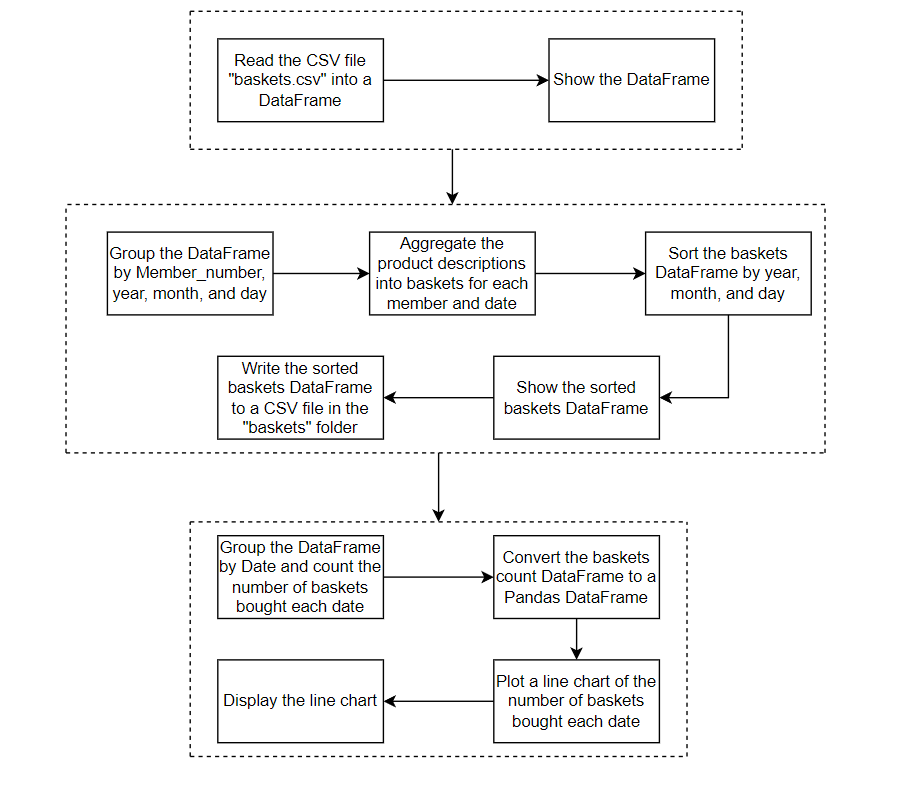 Read the CSV file
"baskets.csv" into a
DataFrame
Show the DataFrame
Group the DataFrame
by Member_number,
year, month, and day
Aggregate the
product descriptions
into baskets for each
member and date
Sort the baskets
DataFrame by year,
month, and day
Show the sorted
baskets DataFrame
Write the sorted
baskets DataFrame
to a CSV file in the
"baskets" folder
Group the DataFrame
by Date and count the
number of baskets
bought each date
Convert the baskets
count DataFrame to a
Pandas DataFrame
Plot a line chart of the
number of baskets
bought each date
Display the line chart